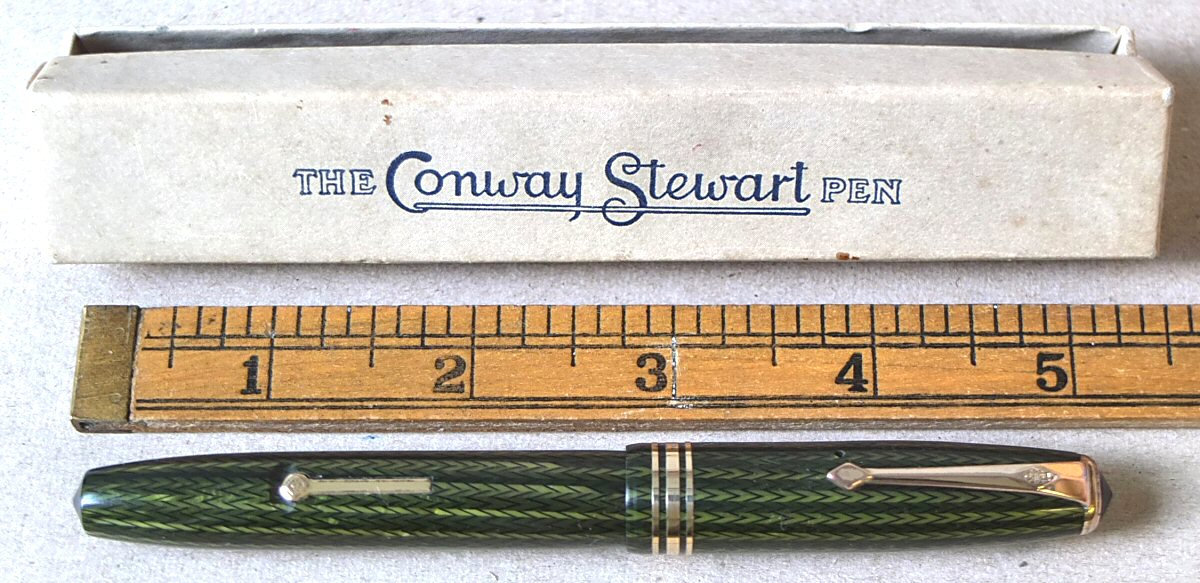 THE Conway Stewart PEN
1 2 3 4 5